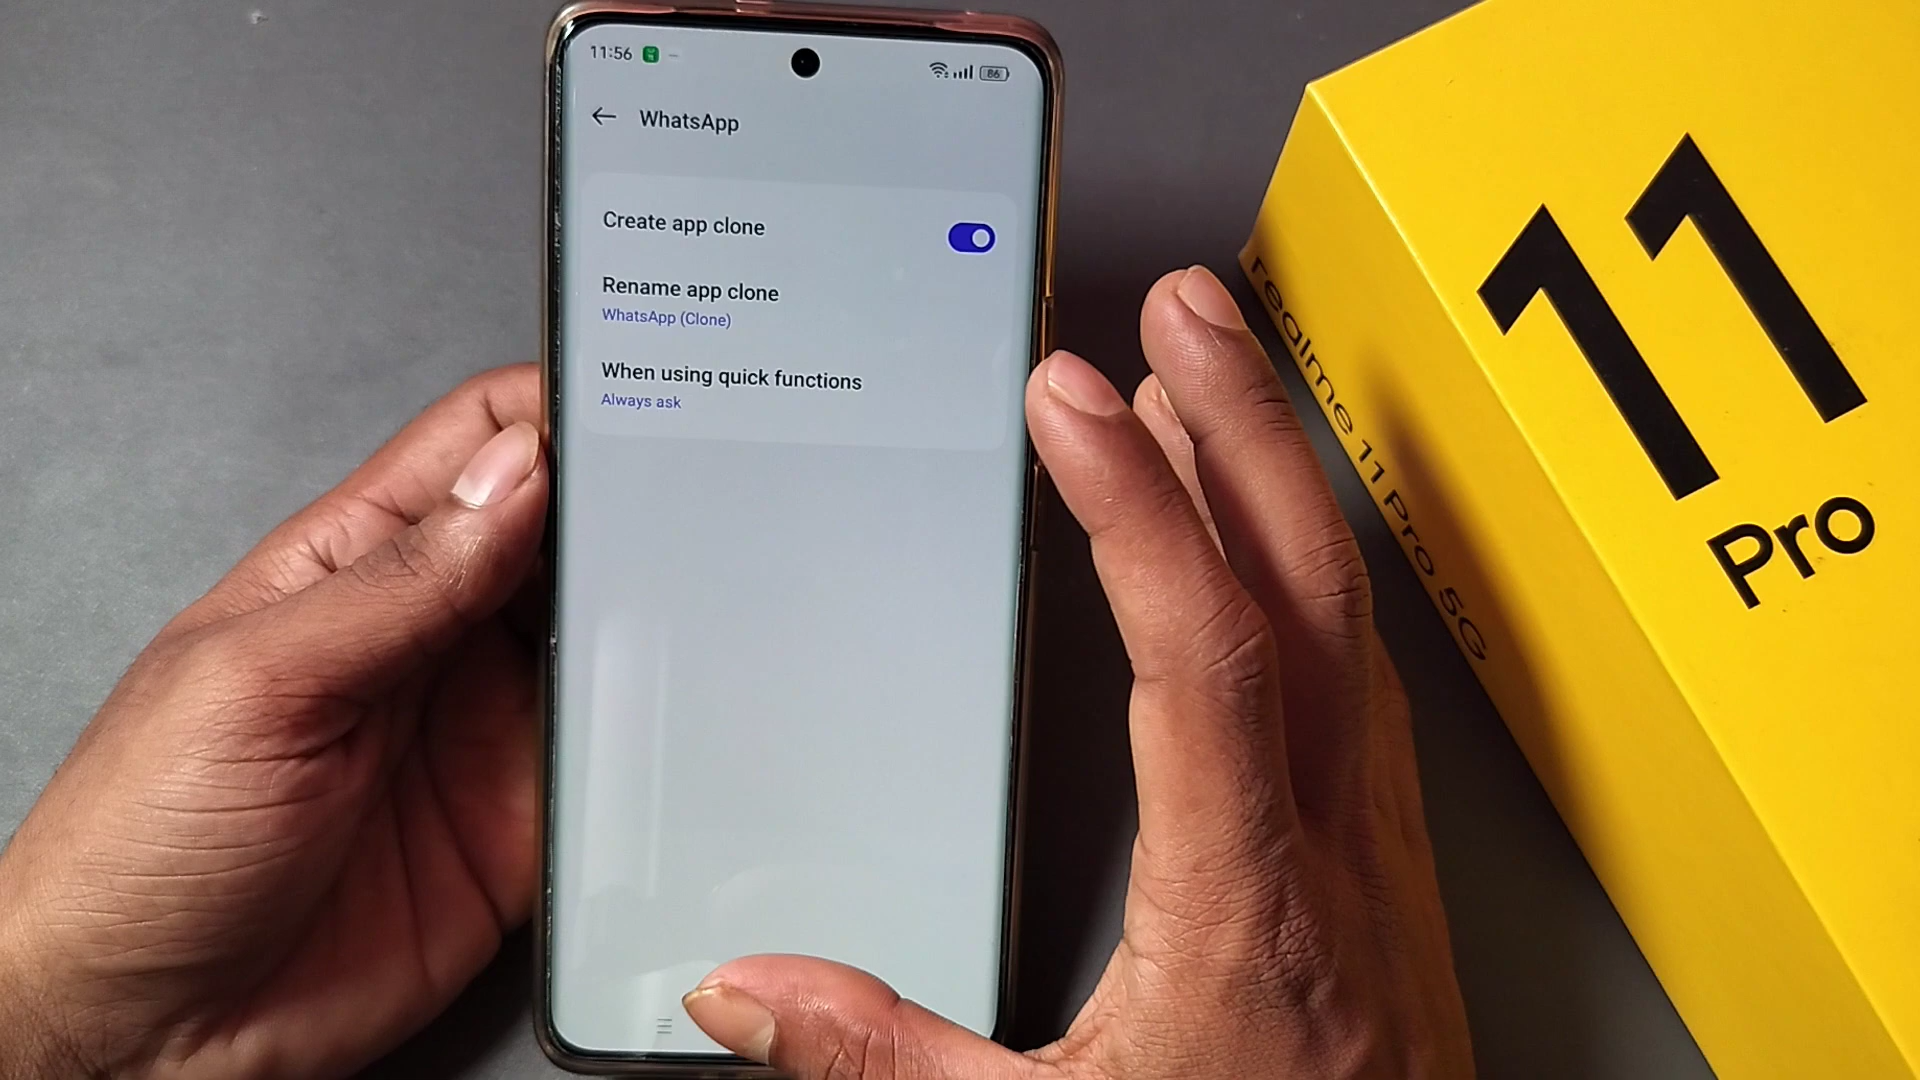 11:56
86
WhatsApp
Create app clone
Rename app clone
WhatsApp (Clone)
When using quick functions
Always ask
11
Pro
realme 11 Pro 5G